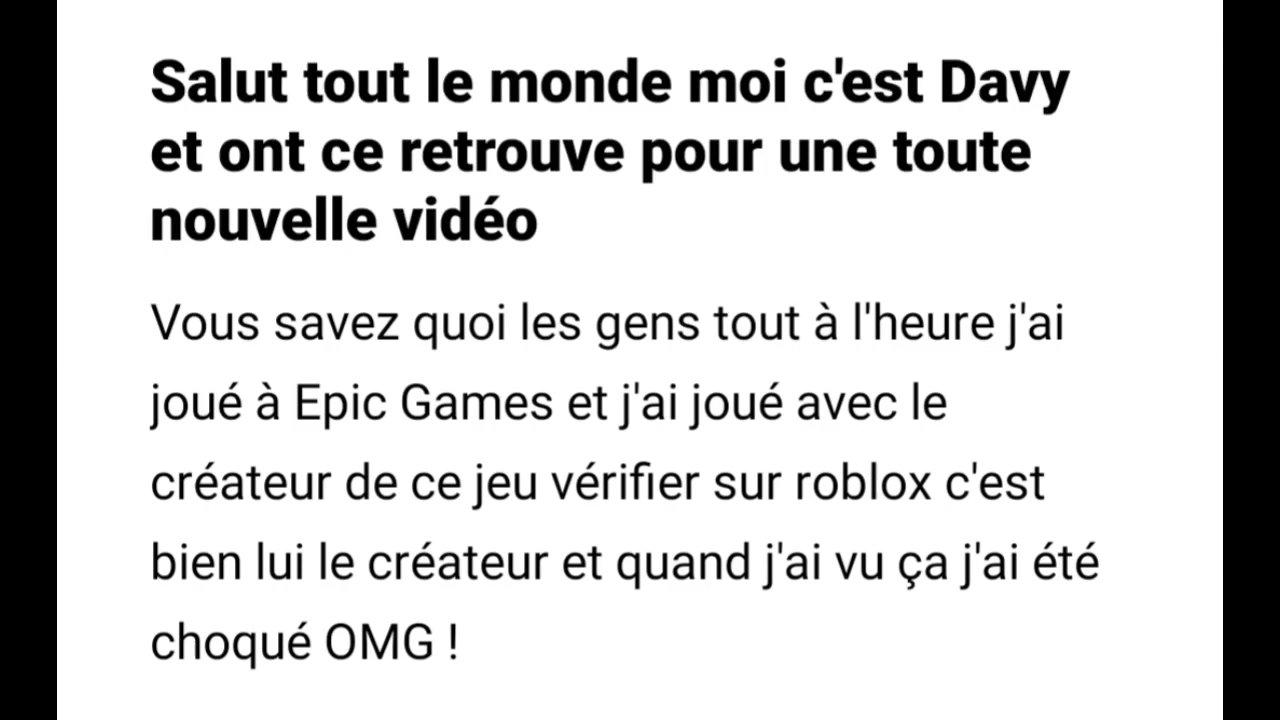 Salut tout le monde moi c'est Davy
et ont ce retrouve pour une toute
nouvelle vidéo
Vous savez quoi les gens tout à l'heure j'ai
joué à Epic Games et j'ai joué avec le
créateur de ce jeu vérifier sur roblox c'est
bien lui le créateur et quand j'ai vu ça j'ai été
choqué OMG !